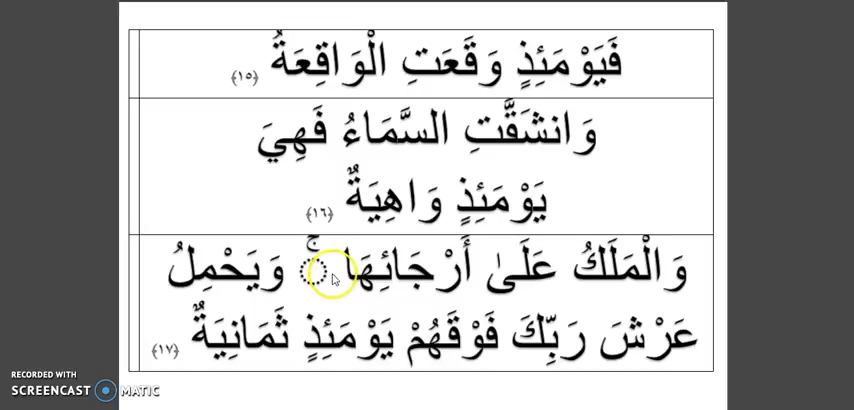 فَيَوْمَئِذٍ وَقَعَتِ الْوَاقِعَةُ ﴿١٥﴾
وَانشَقَّتِ السَّمَاءُ فَهِيَ
يَوْمَئِذٍ وَاهِيَةٌ ﴿١٦﴾
وَالْمَلَكُ عَلَىٰ أَرْجَائِهَا ۚ وَيَحْمِلُ
عَرْشَ رَبِّكَ فَوْقَهُمْ يَوْمَئِذٍ ثَمَانِيَةٌ ﴿١٧﴾
RECORDED WITH
SCREENCAST MATIC